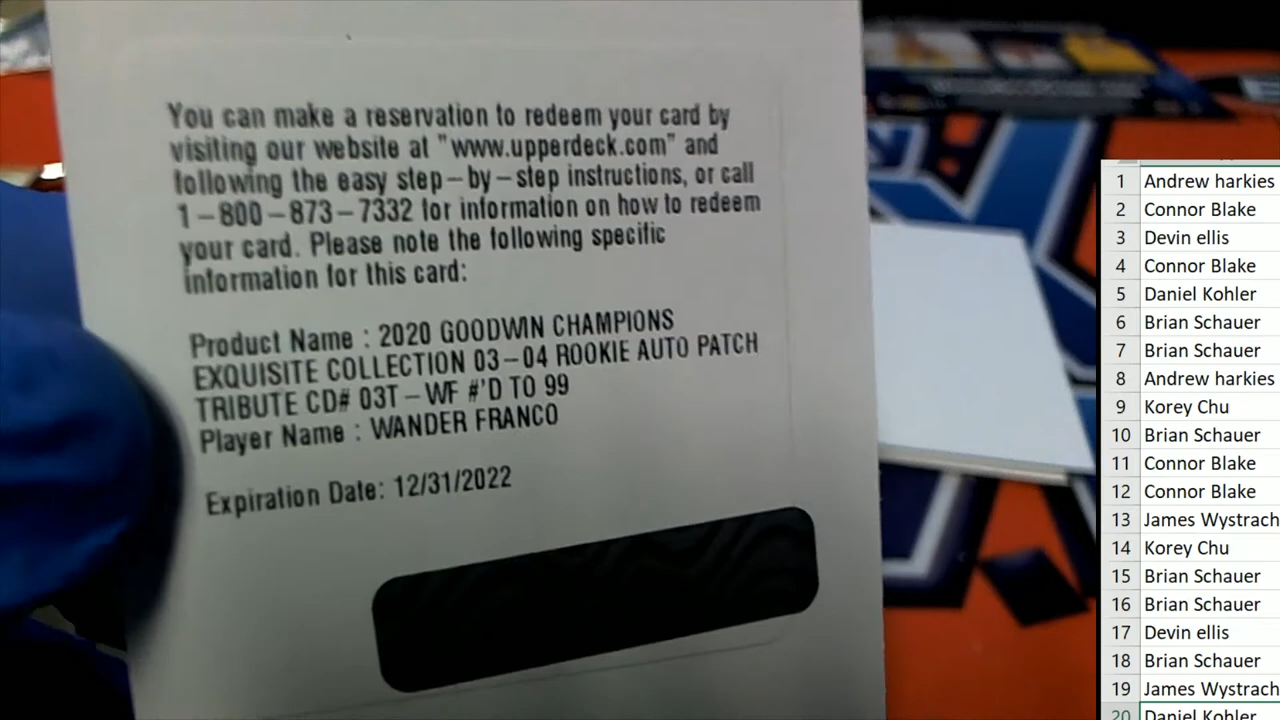 You can make a reservation to redeem your card by
visiting our website at "www.upperdeck.com" and
following the easy step-by-step instructions, or call
1-800-873-7332 for information on how to redeem
your card. Please note the following specific
information for this card:
Product Name : 2020 GOODWIN CHAMPIONS
EXQUISITE COLLECTION 03-04 ROOKIE AUTO PATCH
TRIBUTE CD# 03T-WF #'D TO 99
Player Name : WANDER FRANCO
Expiration Date: 12/31/2022
1 Andrew harkies
2 Connor Blake
3 Devin ellis
4 Connor Blake
5 Daniel Kohler
6 Brian Schauer
7 Brian Schauer
8 Andrew harkies
9 Korey Chu
10 Brian Schauer
11 Connor Blake
12 Connor Blake
13 James Wystrach
14 Korey Chu
15 Brian Schauer
16 Brian Schauer
17 Devin ellis
18 Brian Schauer
19 James Wystrach
20 Daniel Kohler